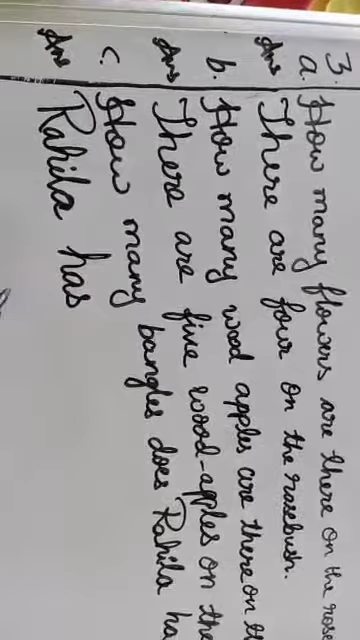 3.
a. How many flowers are there on the rose
Ans There are four on the rosebush.
b. How many wood apples are there on
Ans There are five wood-apples on the
c. How many bangles does Rahila ha
Ans Rahila has